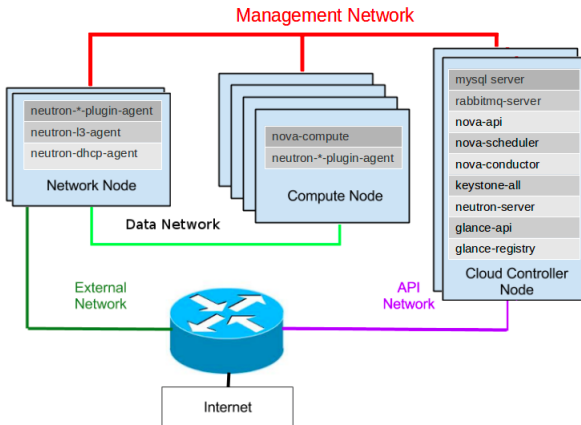 Management Network
neutron-*-plugin-agent
neutron-l3-agent
neutron-dhcp-agent
Network Node
nova-compute
neutron-*-plugin-agent
Compute Node
mysql server
rabbitmq-server
nova-api
nova-scheduler
nova-conductor
keystone-all
neutron-server
glance-api
glance-registry
Cloud Controller
Node
Data Network
External
Network
API
Network
Internet